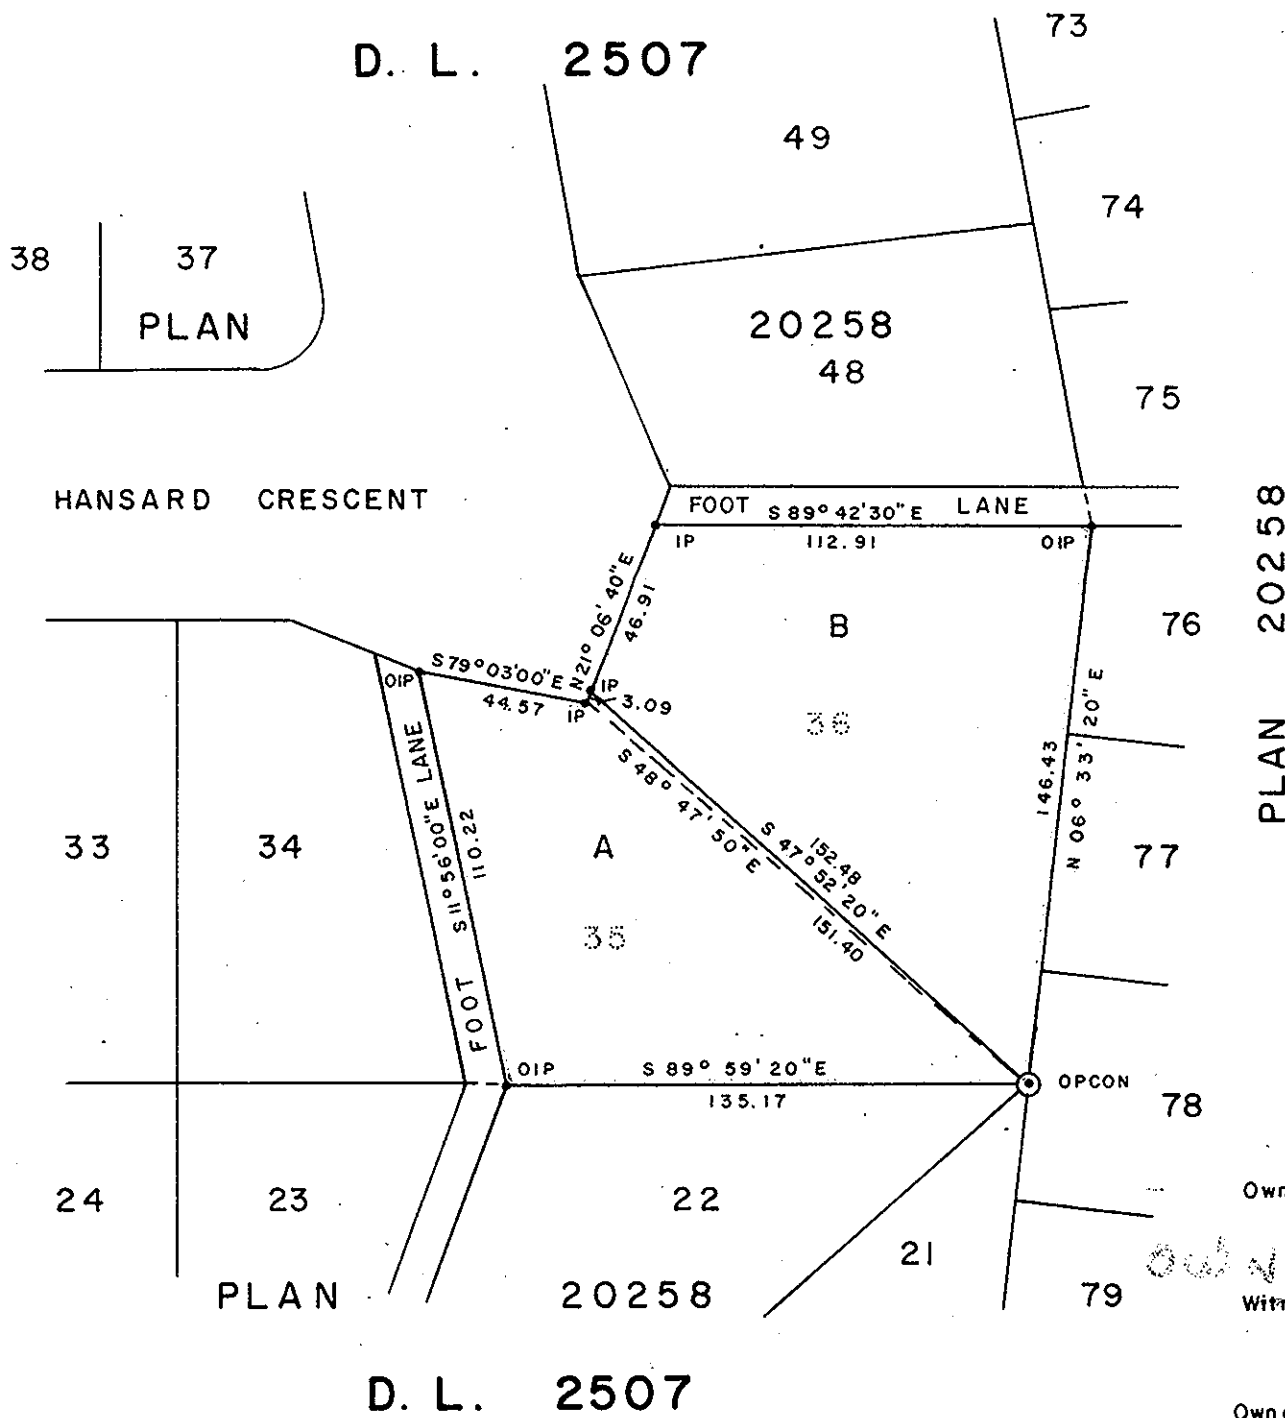 D. L. 2507
73
49
74
38
37
PLAN
20258
48
75
HANSARD CRESCENT
FOOT LANE
S 89° 42' 30" E
112.91
IP
OIP
PLAN 20258
N 21° 06' 40" E
46.91
B
76
S 79° 03' 00" E
44.57
OIP
IP
IP
3.09
36
S 48° 47' 50" E
152.48
S 47° 52' 20" E
151.40
146.43
N 06° 33' 20" E
33
34
FOOT LANE
S 11° 56' 00" E
110.22
A
35
77
OIP
S 89° 59' 20" E
135.17
OPCON
78
24
23
22
21
79
Own
PLAN 20258
Wit
D. L. 2507
Own